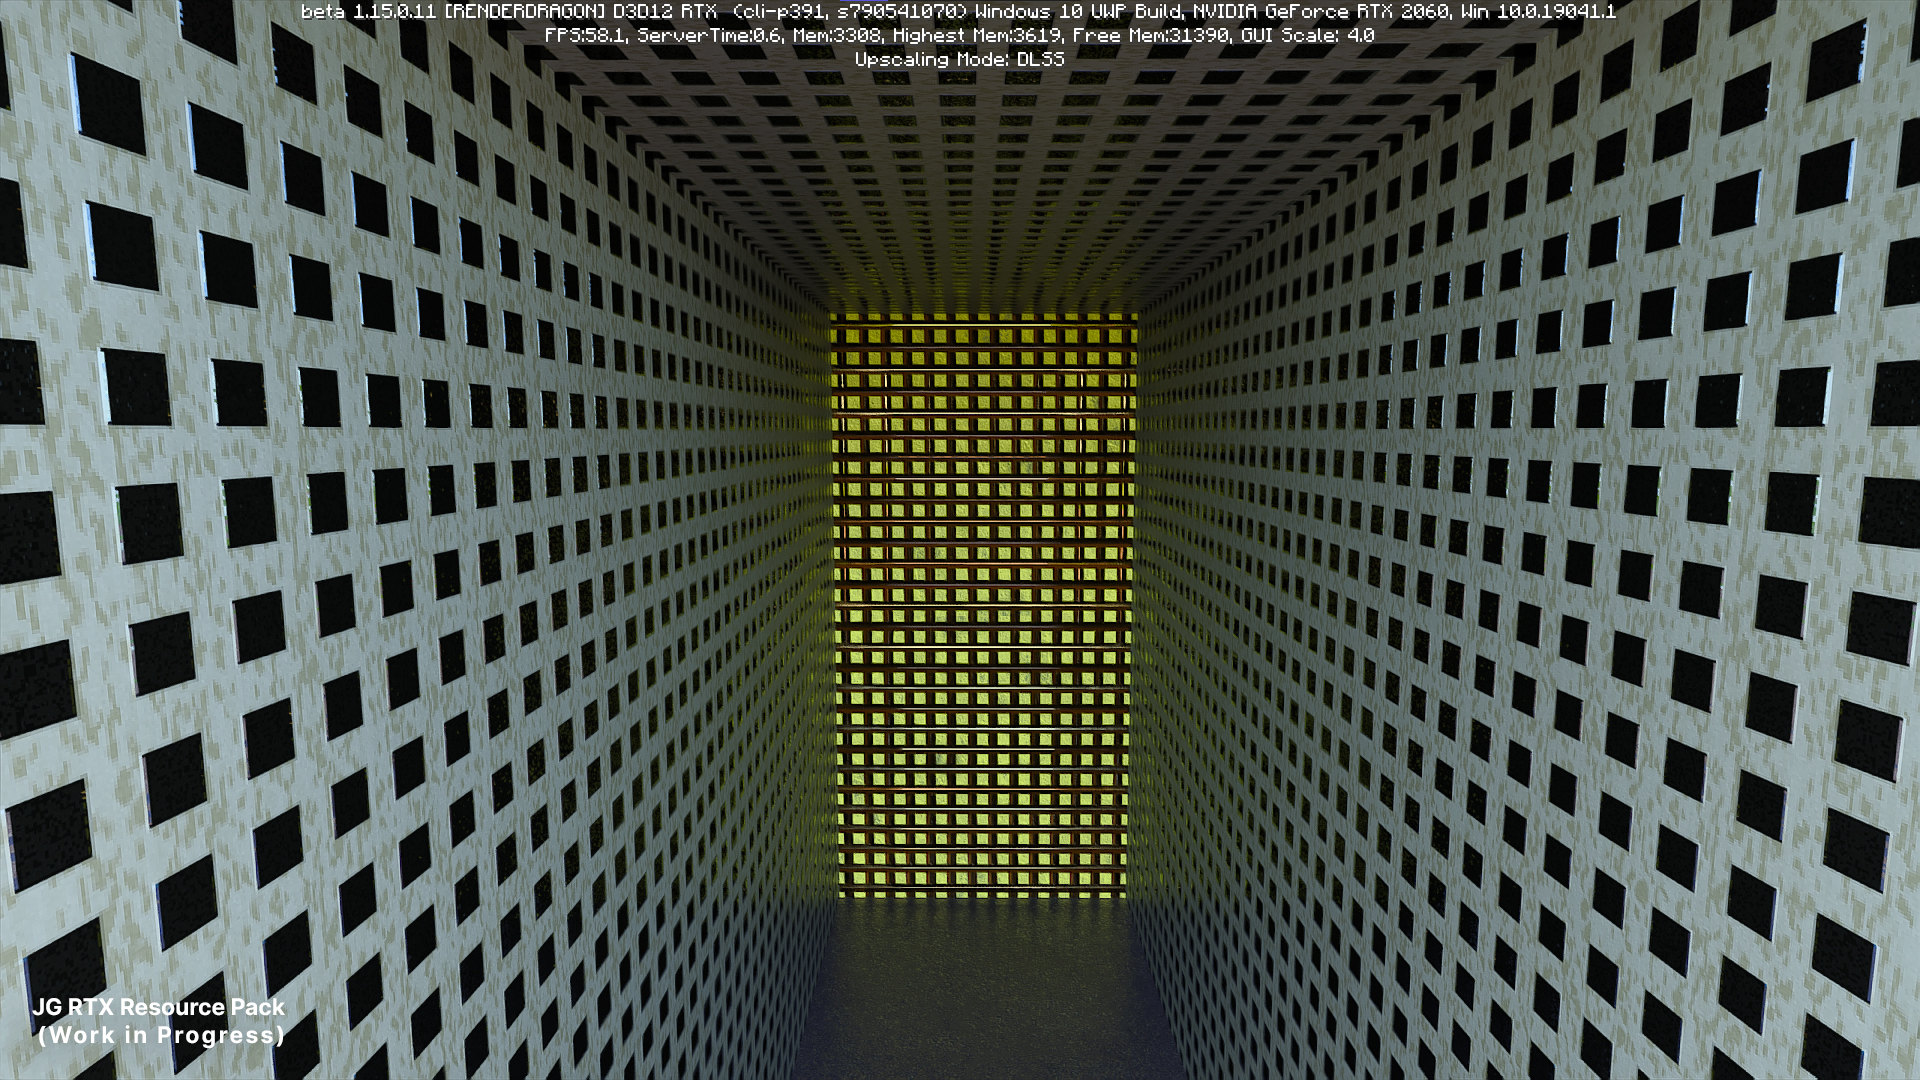 beta 1.15.0.11 [RENDERDRAGON] D3D12 RTX (cli-p391, s790541070) Windows 10 UWP Build, NVIDIA GeForce RTX 2060, Win 10.0.19041.1
FPS:58.1, ServerTime:0.6, Mem:3308, Highest Mem:3619, Free Mem:31390, GUI Scale: 4.0
Upscaling Mode: DLSS
JG RTX Resource Pack
(Work in Progress)